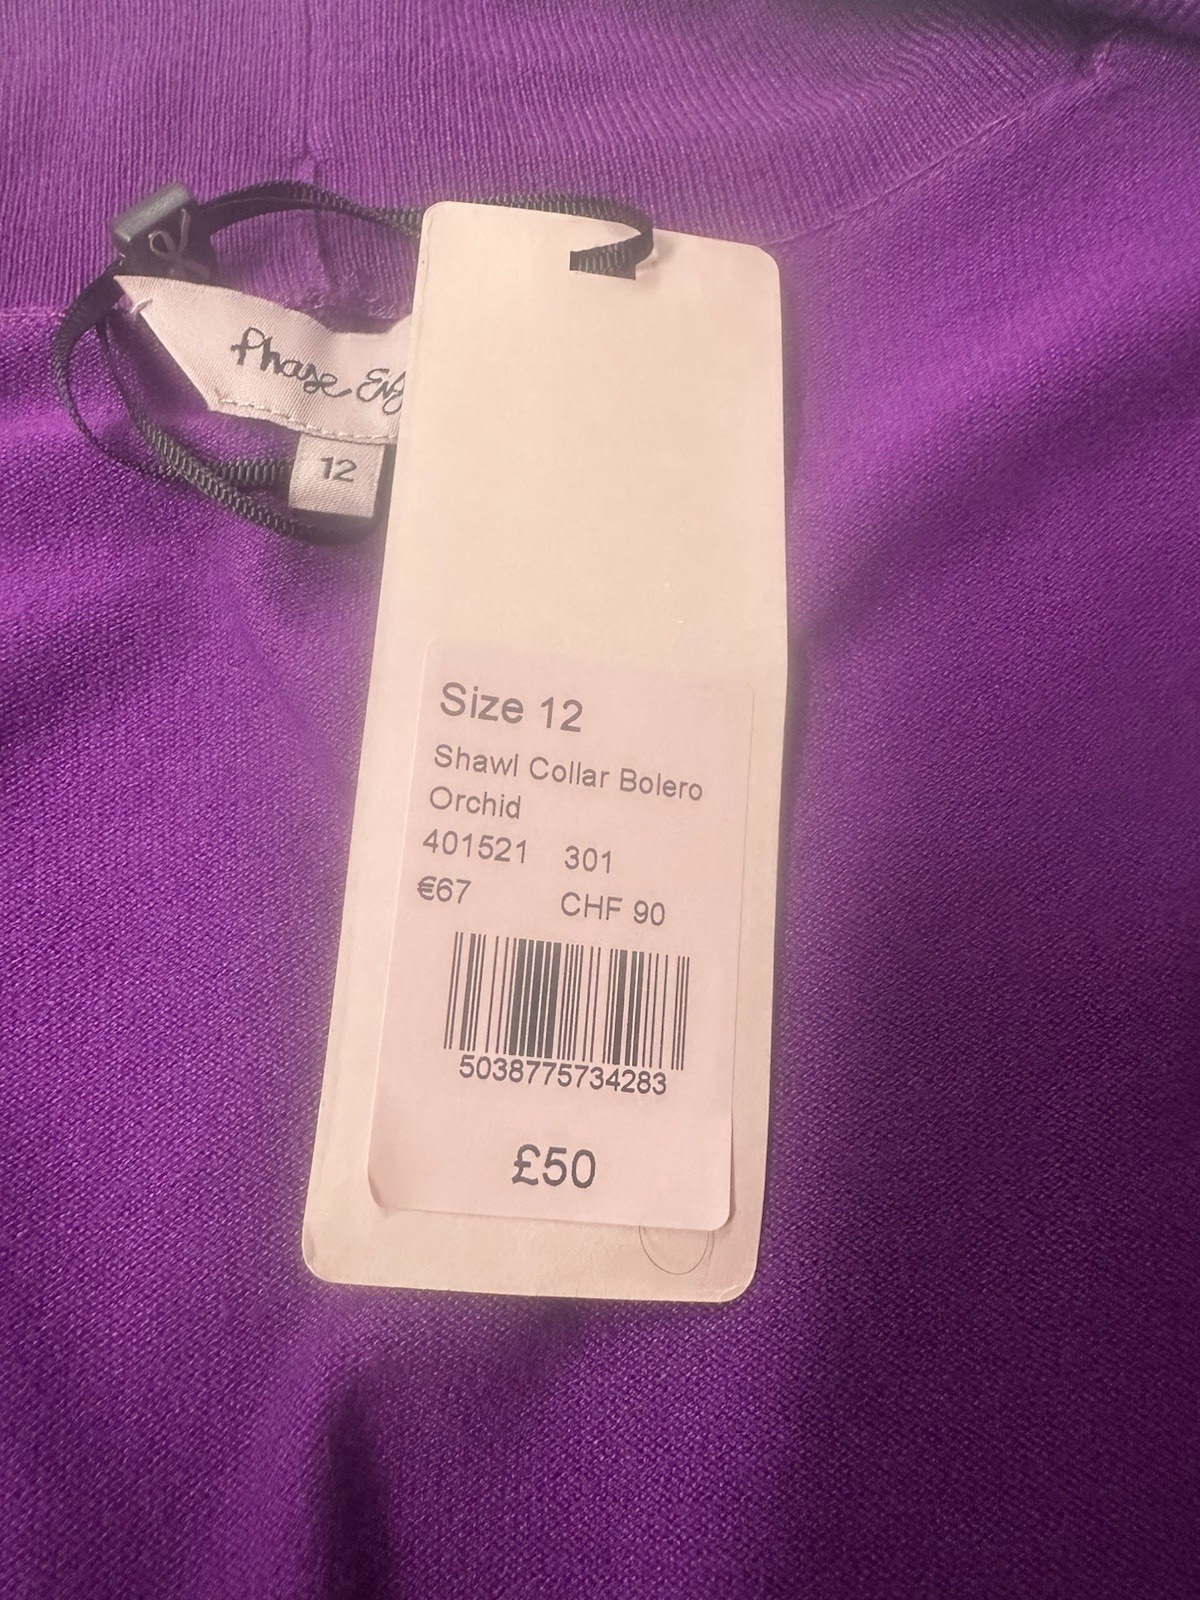 Phase
12
Size 12
Shawl Collar Bolero
Orchid
401521 301
€67 CHF 90
5038775734283
£50